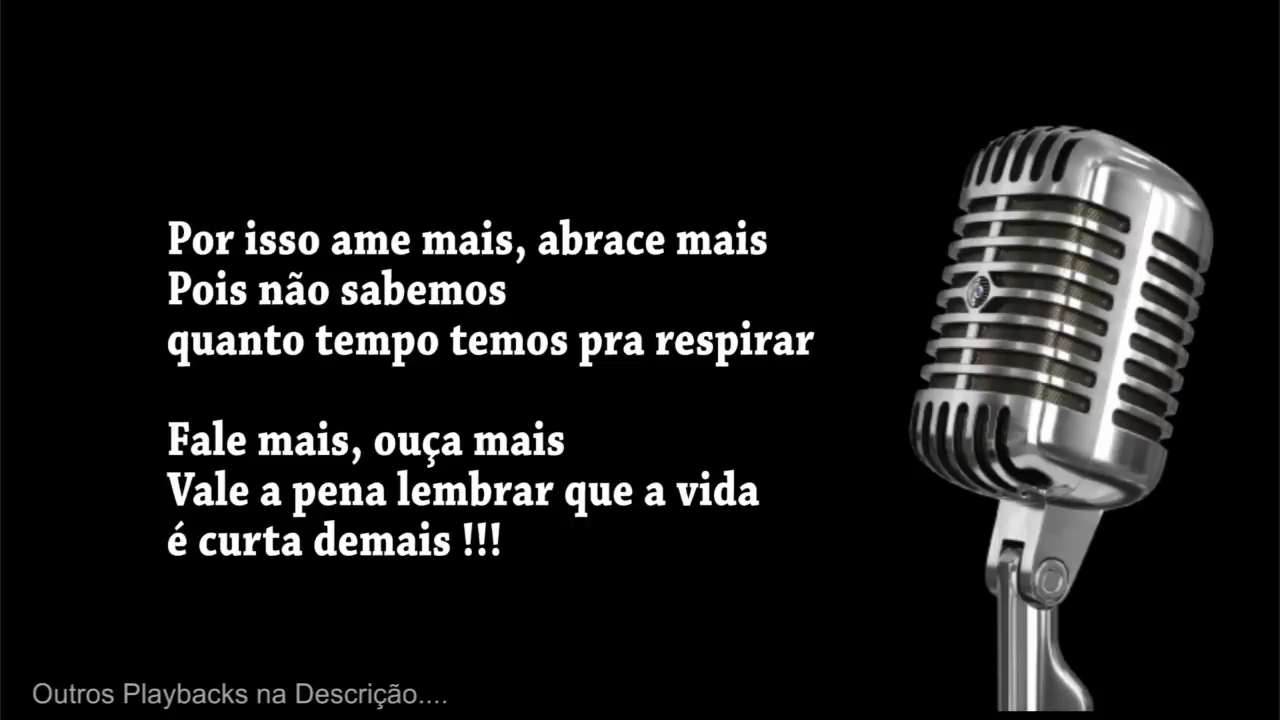 Por isso ame mais, abrace mais
Pois não sabemos
quanto tempo temos pra respirar
Fale mais, ouça mais
Vale a pena lembrar que a vida
é curta demais !!!
Outros Playbacks na Descrição....